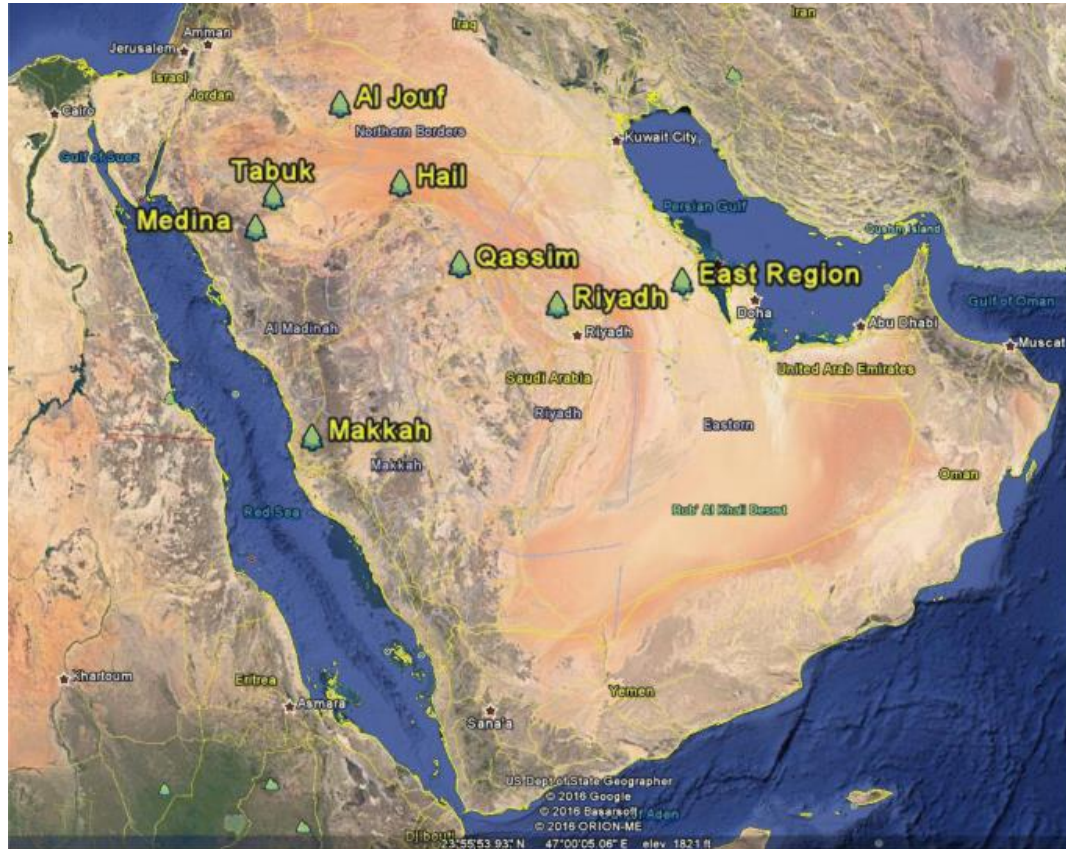 Iran
Iraq
Amman
Jerusalem
Israel
Jordan
Al Jouf
Northern Borders
Cairo
Kuwait City
Gulf of Suez
Tabuk
Hail
Medina
Persian Gulf
Qushm Island
Qassim
East Region
Riyadh
Doha
Gulf of Oman
Abu Dhabi
Al Madinah
Riyadh
Muscat
United Arab Emirates
Saudi Arabia
Riyadh
Eastern
Makkah
Makkah
Oman
Red Sea
Rub' Al Khali Desert
Khartoum
Eritrea
Asmara
Yemen
Sana'a
US Dept of State Geographer
© 2016 Google
© 2016 Basarsoft
of Aden
© 2016 ORION-ME
Djibouti
23°55'53.93" N 47°00'05.06" E elev 1821 ft